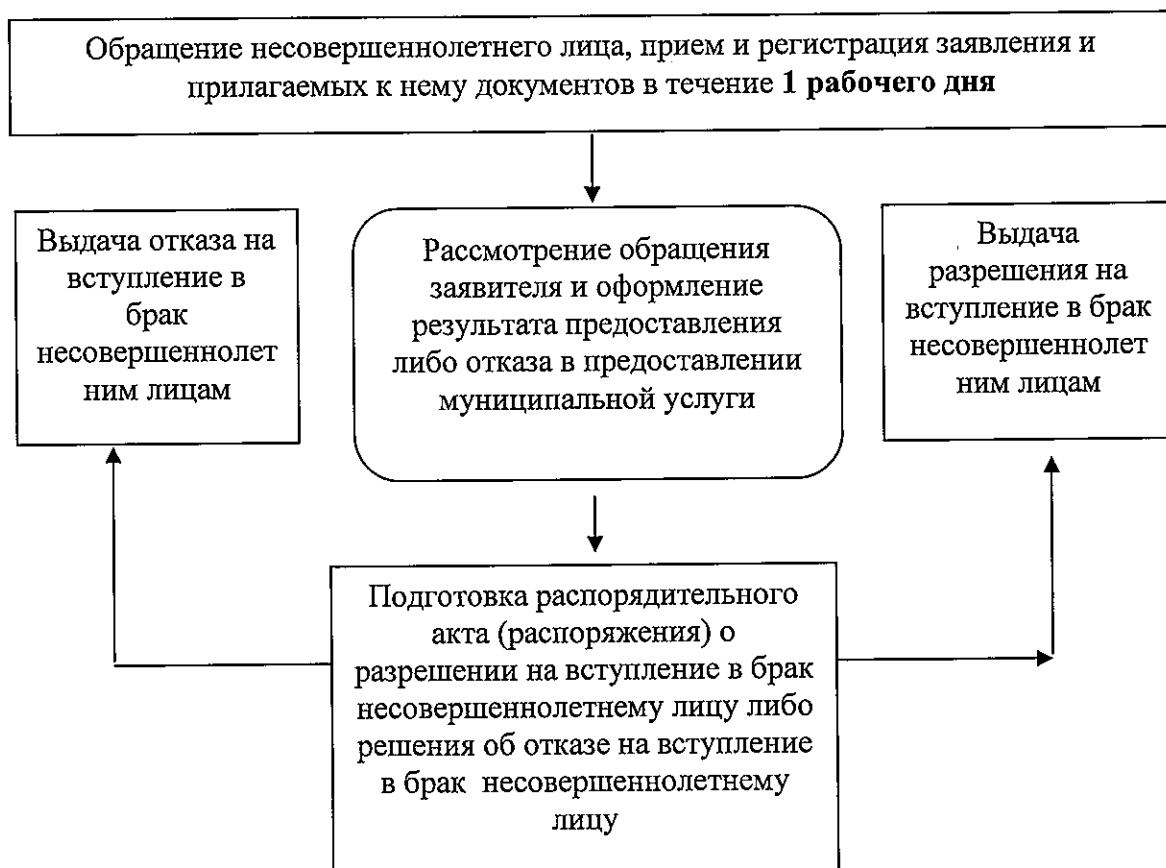 Обращение несовершеннолетнего лица, прием и регистрация заявления и
прилагаемых к нему документов в течение 1 рабочего дня
Выдача отказа на
вступление в
брак
несовершеннолет
ним лицам
Рассмотрение обращения
заявителя и оформление
результата предоставления
либо отказа в предоставлении
муниципальной услуги
Выдача
разрешения на
вступление в брак
несовершеннолет
ним лицам
Подготовка распорядительного
акта (распоряжения) о
разрешении на вступление в брак
несовершеннолетнему лицу либо
решения об отказе на вступление
в брак несовершеннолетнему
лицу